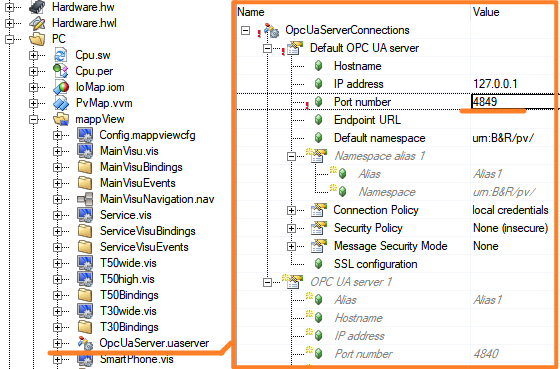 Hardware.hw
Hardware.hwl
PC
Cpu.sw
Cpu.per
IoMap.iom
PvMap.vvm
mappView
Config.mappviewcfg
MainVisu.vis
MainVisuBindings
MainVisuEvents
MainVisuNavigation.nav
Service.vis
ServiceVisuBindings
ServiceVisuEvents
T50wide.vis
T50high.vis
T50Bindings
T30wide.vis
T30Bindings
OpcUaServer.uaserver
SmartPhone.vis
Name Value
OpcUaServerConnections
Default OPC UA server
Hostname
IP address 127.0.0.1
Port number 4849
Endpoint URL
Default namespace urn:B&R/pv/
Namespace alias 1
Alias Alias1
Namespace urn:B&R/pv/
Connection Policy local credentials
Security Policy None (insecure)
Message Security Mode None
SSL configuration
OPC UA server 1
Alias Alias1
Hostname
IP address
Port number 4840